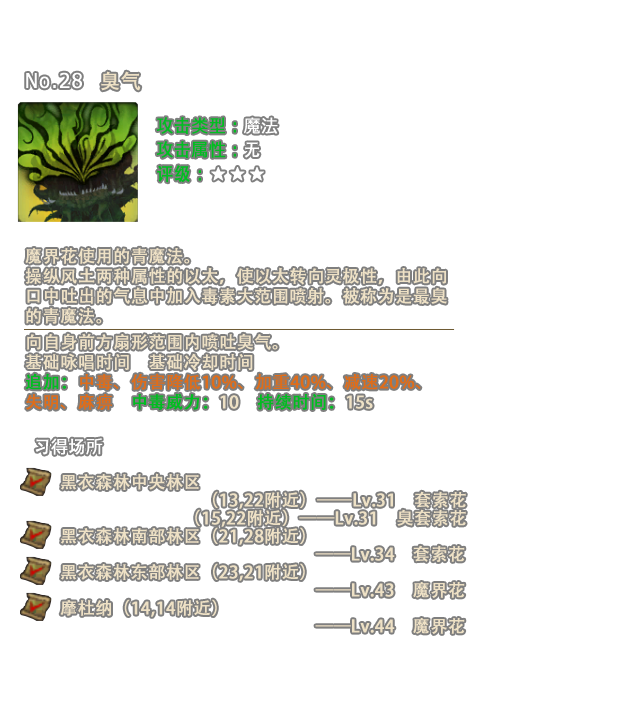 No.28 臭气
攻击类型：魔法
攻击属性：无
评级：☆☆☆
魔界花使用的青魔法。
操纵风土两种属性的以太，使以太转向灵极性，由此向
口中吐出的气息中加入毒素大范围喷射。被称为是最臭
的青魔法。
向自身前方扇形范围内喷吐臭气。
基础咏唱时间 基础冷却时间
追加：中毒、伤害降低10%、加重40%、减速20%、
失明、麻痹 中毒威力：10 持续时间：15s
习得场所
黑衣森林中央林区
（13,22附近）——Lv.31 套索花
（15,22附近）——Lv.31 臭套索花
黑衣森林南部林区（21,28附近）
——Lv.34 套索花
黑衣森林东部林区（23,21附近）
——Lv.43 魔界花
摩杜纳（14,14附近）
——Lv.44 魔界花